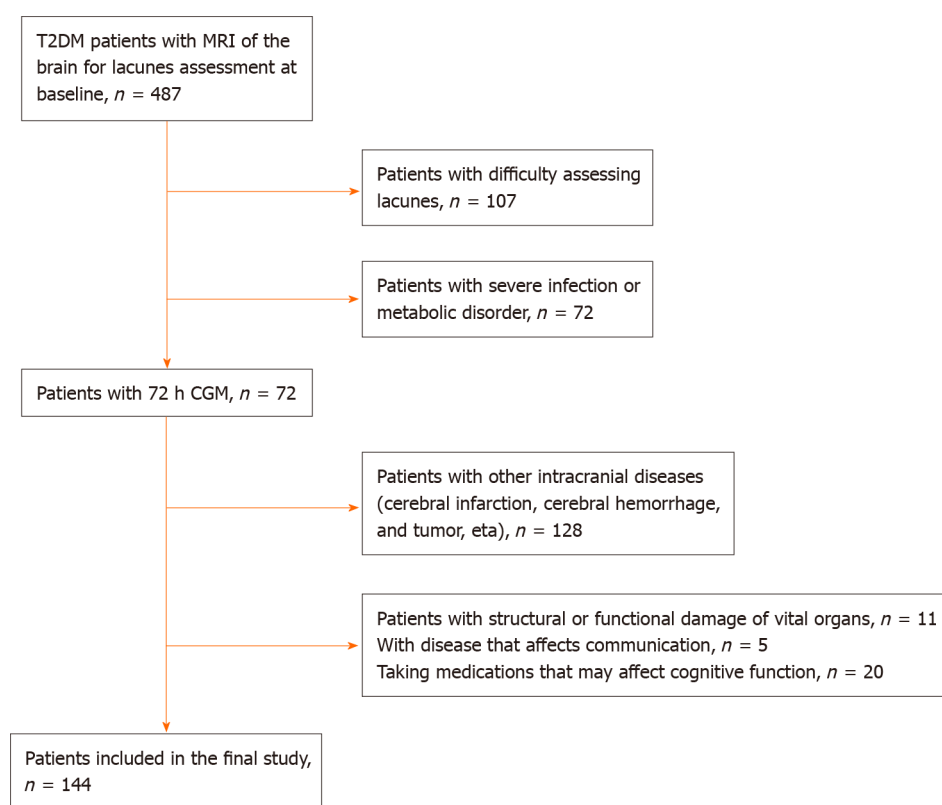 T2DM patients with MRI of the
brain for lacunes assessment at
baseline, n = 487
Patients with difficulty assessing
lacunes, n = 107
Patients with severe infection or
metabolic disorder, n = 72
Patients with 72 h CGM, n = 72
Patients with other intracranial diseases
(cerebral infarction, cerebral hemorrhage,
and tumor, eta), n = 128
Patients with structural or functional damage of vital organs, n = 11
With disease that affects communication, n = 5
Taking medications that may affect cognitive function, n = 20
Patients included in the final study,
n = 144